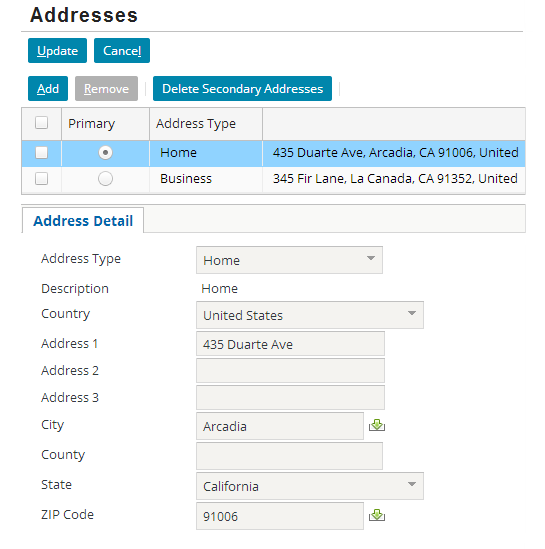 Addresses
Update Cancel
Add Remove Delete Secondary Addresses
Primary Address Type
Home 435 Duarte Ave, Arcadia, CA 91006, United
Business 345 Fir Lane, La Canada, CA 91352, United
Address Detail
Address Type Home
Description Home
Country United States
Address 1 435 Duarte Ave
Address 2
Address 3
City Arcadia
County
State California
ZIP Code 91006